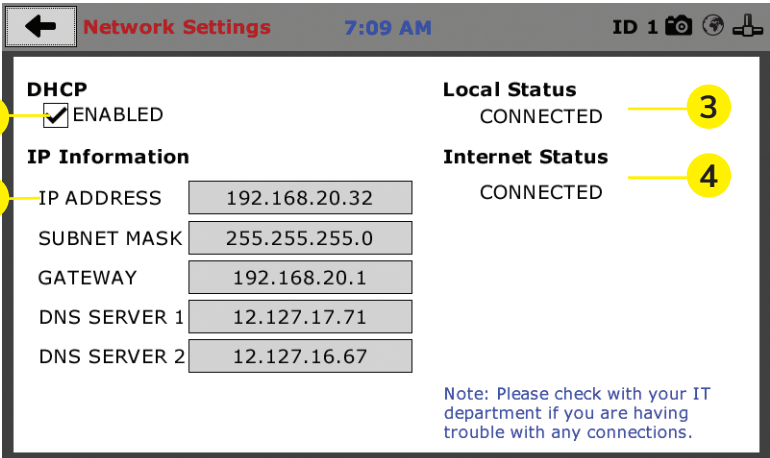 Network Settings 7:09 AM ID 1
DHCP
ENABLED
Local Status
CONNECTED
3
IP Information
Internet Status
CONNECTED
4
IP ADDRESS 192.168.20.32
SUBNET MASK 255.255.255.0
GATEWAY 192.168.20.1
DNS SERVER 1 12.127.17.71
DNS SERVER 2 12.127.16.67
Note: Please check with your IT
department if you are having
trouble with any connections.